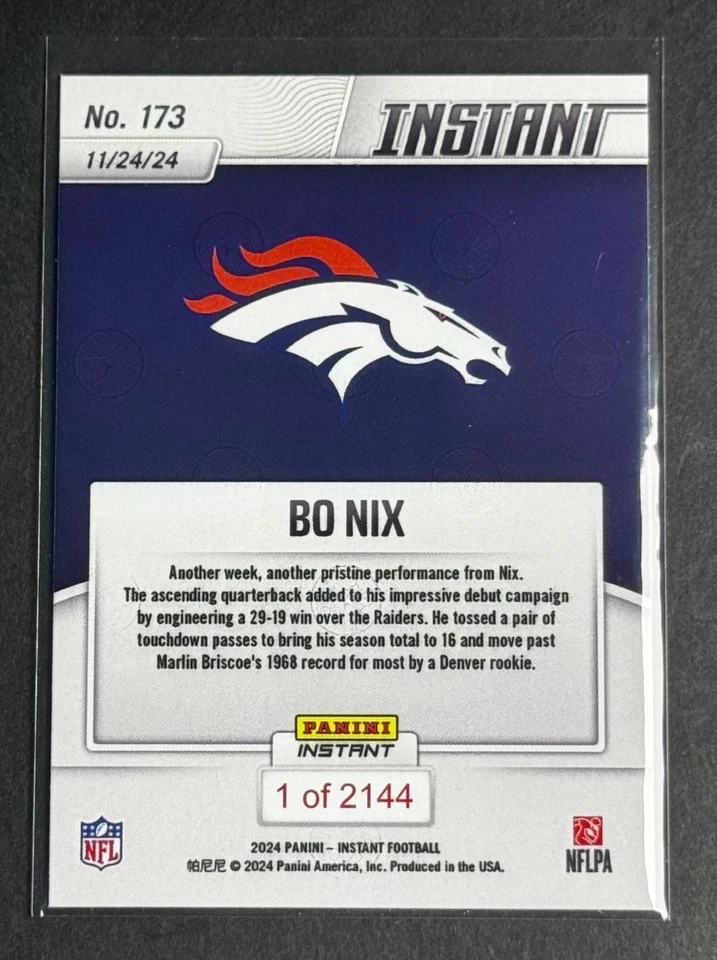 No. 173
INSTANT
11/24/24
BO NIX
Another week, another pristine performance from Nix.
The ascending quarterback added to his impressive debut campaign
by engineering a 29-19 win over the Raiders. He tossed a pair of
touchdown passes to bring his season total to 16 and move past
Marlin Briscoe's 1968 record for most by a Denver rookie.
PANINI
INSTANT
1 of 2144
NFL
2024 PANINI – INSTANT FOOTBALL
帕尼尼 © 2024 Panini America, Inc. Produced in the USA.
NFLPA